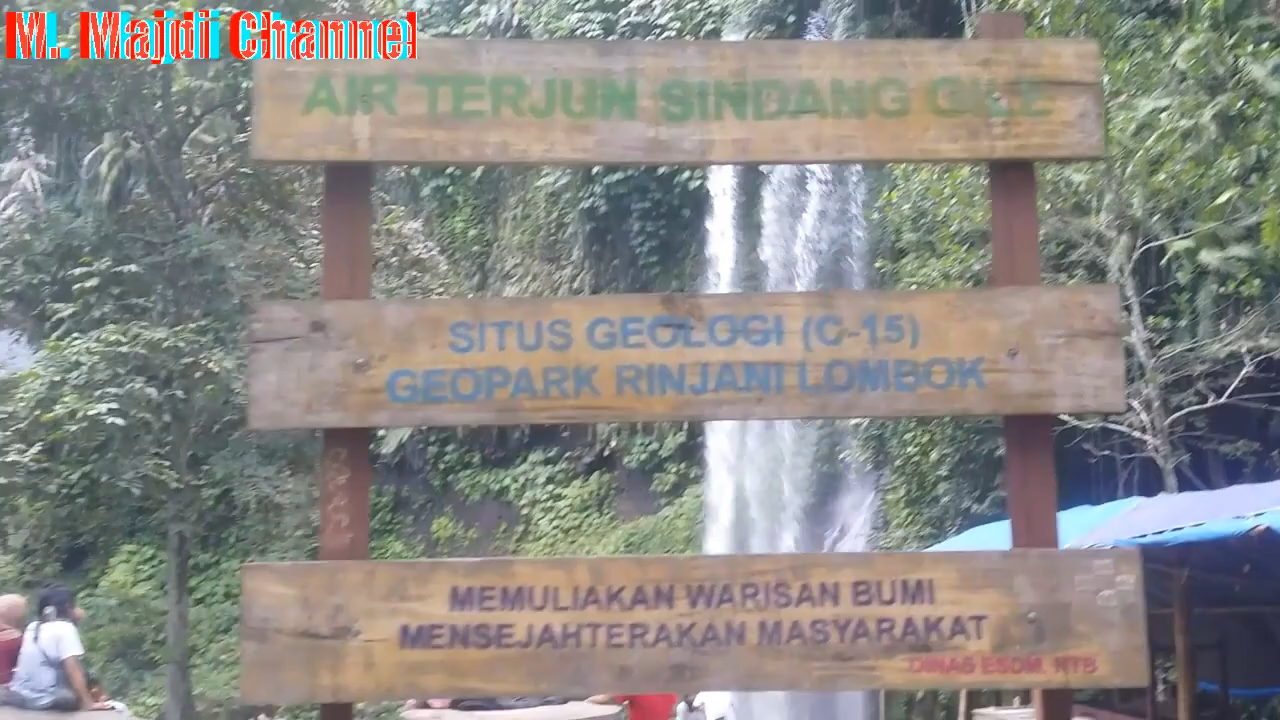 M. Majdi Channel
AIR TERJUN SINDANG GILE
SITUS GEOLOGI (C-15)
GEOPARK RINJANI LOMBOK
MEMULIAKAN WARISAN BUMI
MENSEJAHTERAKAN MASYARAKAT
DINAS ESDM. NTB